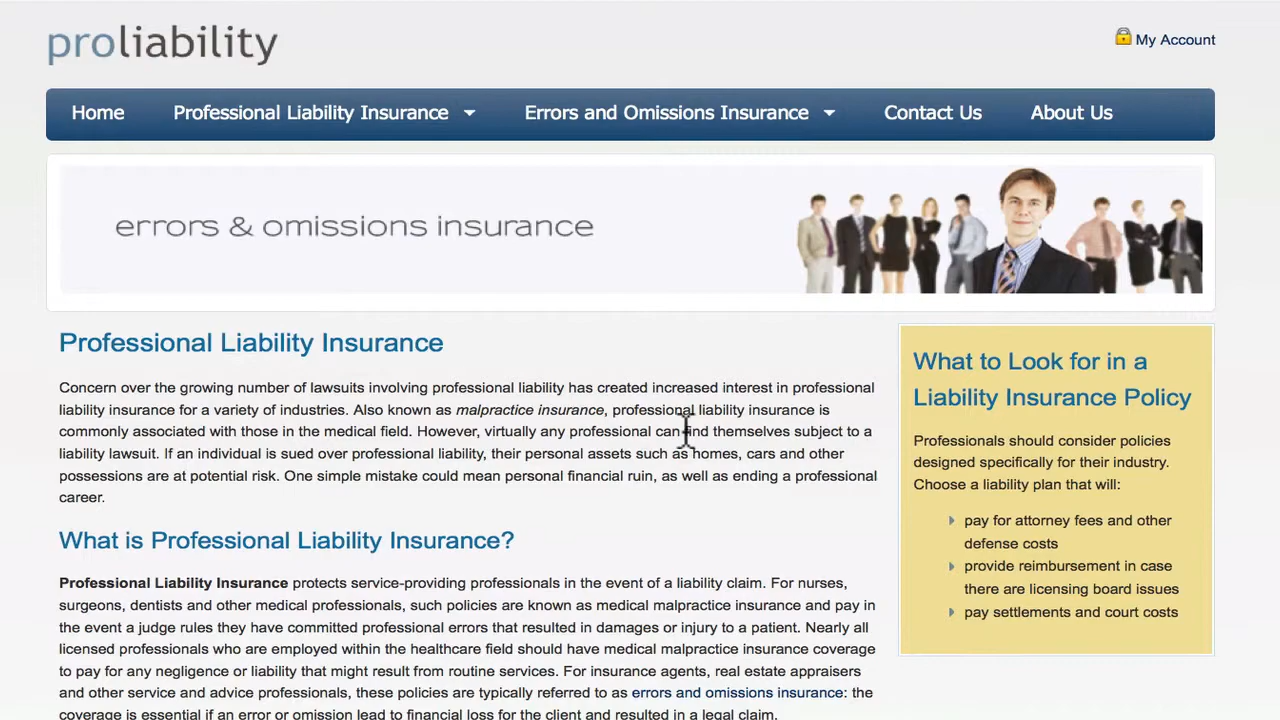 proliability
My Account
Home Professional Liability Insurance Errors and Omissions Insurance Contact Us About Us
errors & omissions insurance
Professional Liability Insurance
Concern over the growing number of lawsuits involving professional liability has created increased interest in professional
liability insurance for a variety of industries. Also known as malpractice insurance, professional liability insurance is
commonly associated with those in the medical field. However, virtually any professional can find themselves subject to a
liability lawsuit. If an individual is sued over professional liability, their personal assets such as homes, cars and other
possessions are at potential risk. One simple mistake could mean personal financial ruin, as well as ending a professional
career.
What is Professional Liability Insurance?
Professional Liability Insurance protects service-providing professionals in the event of a liability claim. For nurses,
surgeons, dentists and other medical professionals, such policies are known as medical malpractice insurance and pay in
the event a judge rules they have committed professional errors that resulted in damages or injury to a patient. Nearly all
licensed professionals who are employed within the healthcare field should have medical malpractice insurance coverage
to pay for any negligence or liability that might result from routine services. For insurance agents, real estate appraisers
and other service and advice professionals, these policies are typically referred to as errors and omissions insurance: the
coverage is essential if an error or omission lead to financial loss for the client and resulted in a legal claim.
What to Look for in a
Liability Insurance Policy
Professionals should consider policies
designed specifically for their industry.
Choose a liability plan that will:
pay for attorney fees and other
defense costs
provide reimbursement in case
there are licensing board issues
pay settlements and court costs